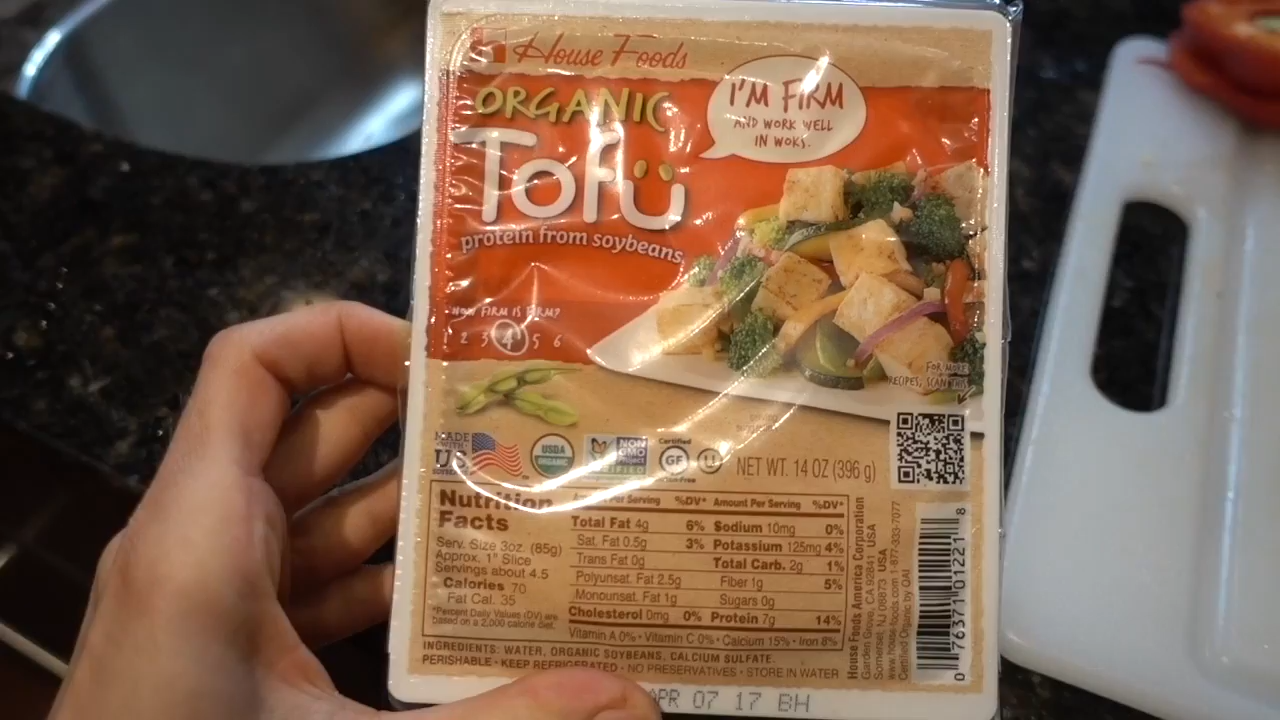 House Foods
ORGANIC
Tofu
protein from soybeans
I'M FIRM
AND WORK WELL
IN WOKS.
HOW FIRM IS FIRM?
1 2 3 4 5 6
FOR MORE
RECIPES, SCAN THIS
MADE
WITH
US
USDA
ORGANIC
NON
GMO
Project
VERIFIED
Certified
GF
U
NET WT. 14 OZ (396 g)
Nutrition
Facts
Serv. Size 3oz. (85g)
Approx. 1" Slice
Servings about 4.5
Calories 70
Fat Cal. 35
*Percent Daily Values (DV) are
based on a 2,000 calorie diet.
Amount Per Serving %DV* Amount Per Serving %DV*
Total Fat 4g 6% Sodium 10mg 0%
Sat. Fat 0.5g 3% Potassium 125mg 4%
Trans Fat 0g Total Carb. 2g 1%
Polyunsat. Fat 2.5g Fiber 1g 5%
Monounsat. Fat 1g Sugars 0g
Cholesterol 0mg 0% Protein 7g 14%
Vitamin A 0% • Vitamin C 0% • Calcium 15% • Iron 8%
INGREDIENTS: WATER, ORGANIC SOYBEANS, CALCIUM SULFATE.
PERISHABLE • KEEP REFRIGERATED • NO PRESERVATIVES • STORE IN WATER
House Foods America Corporation
Garden Grove, CA 92841 USA
Somerset, NJ 08873 USA
www.house-foods.com 1-877-333-7077
Certified Organic by QAI
0 76371 01221 8
APR 07 17 BH